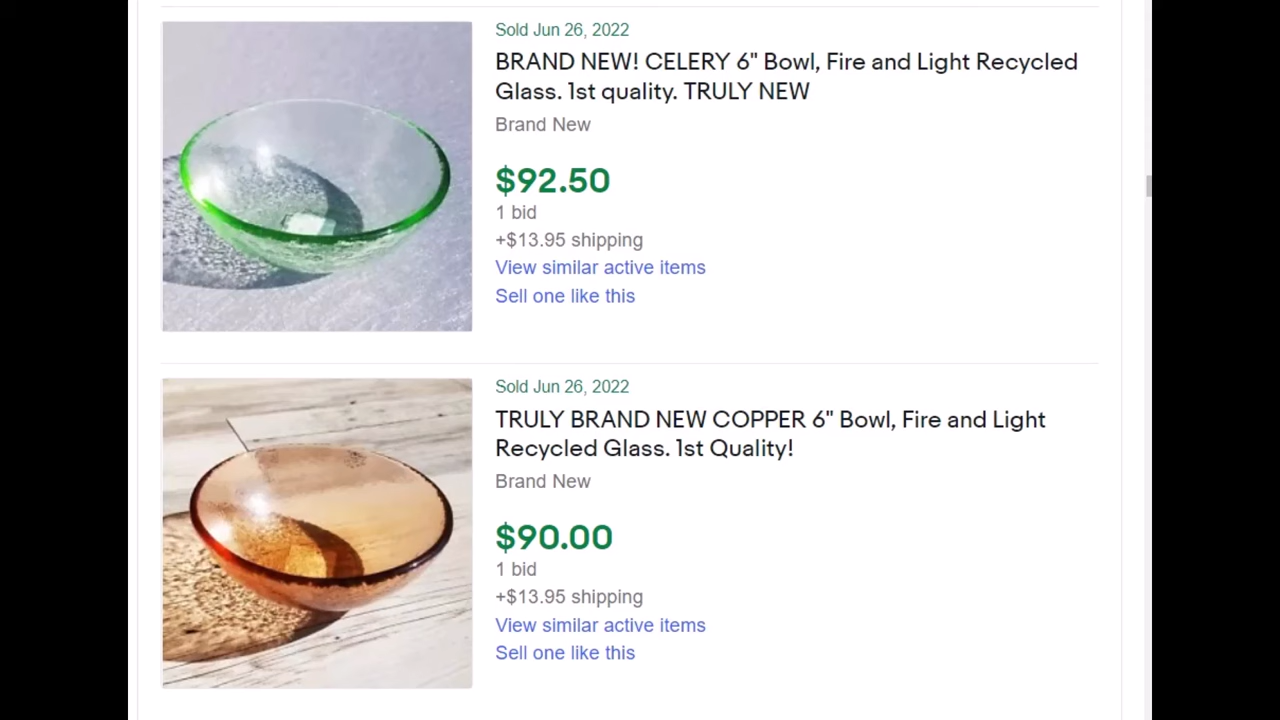 Sold Jun 26, 2022
BRAND NEW! CELERY 6" Bowl, Fire and Light Recycled
Glass. 1st quality. TRULY NEW
Brand New
$92.50
1 bid
+$13.95 shipping
View similar active items
Sell one like this
Sold Jun 26, 2022
TRULY BRAND NEW COPPER 6" Bowl, Fire and Light
Recycled Glass. 1st Quality!
Brand New
$90.00
1 bid
+$13.95 shipping
View similar active items
Sell one like this